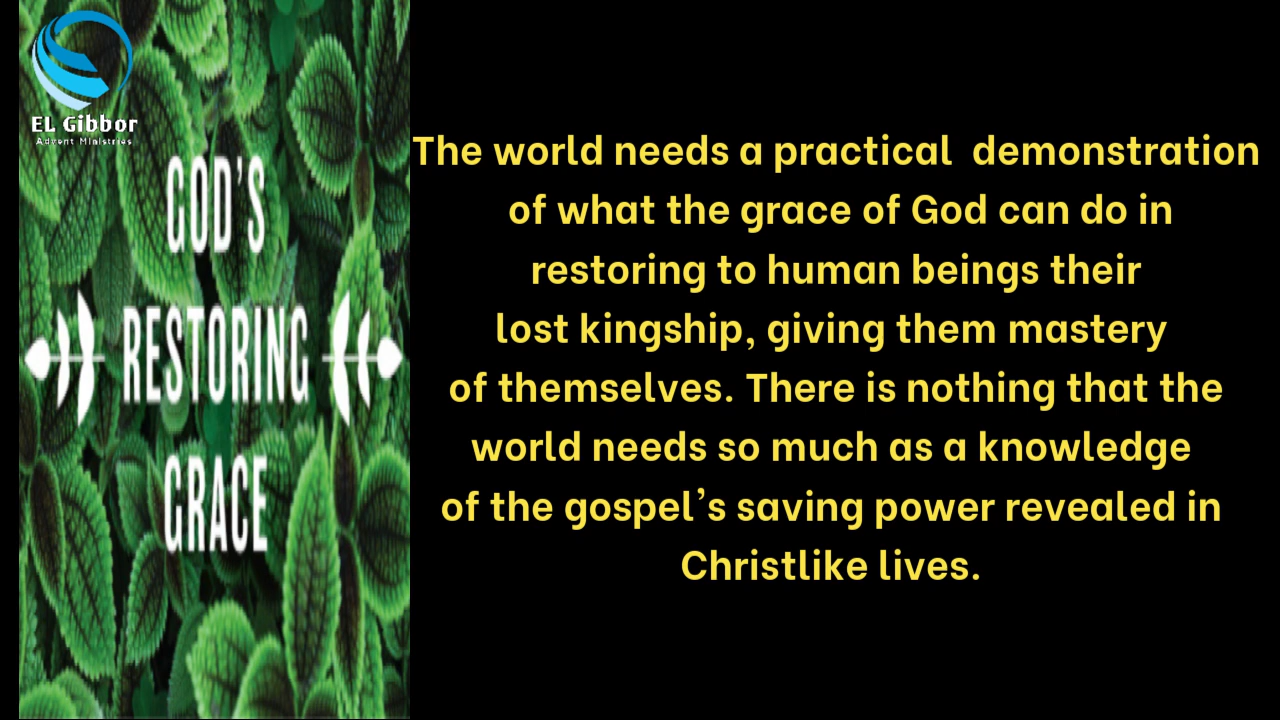 EL Gibbor
Advent Ministries
GOD'S
RESTORING
GRACE
The world needs a practical  demonstration
of what the grace of God can do in
restoring to human beings their
lost kingship, giving them mastery
of themselves. There is nothing that the
world needs so much as a knowledge
of the gospel's saving power revealed in
Christlike lives.